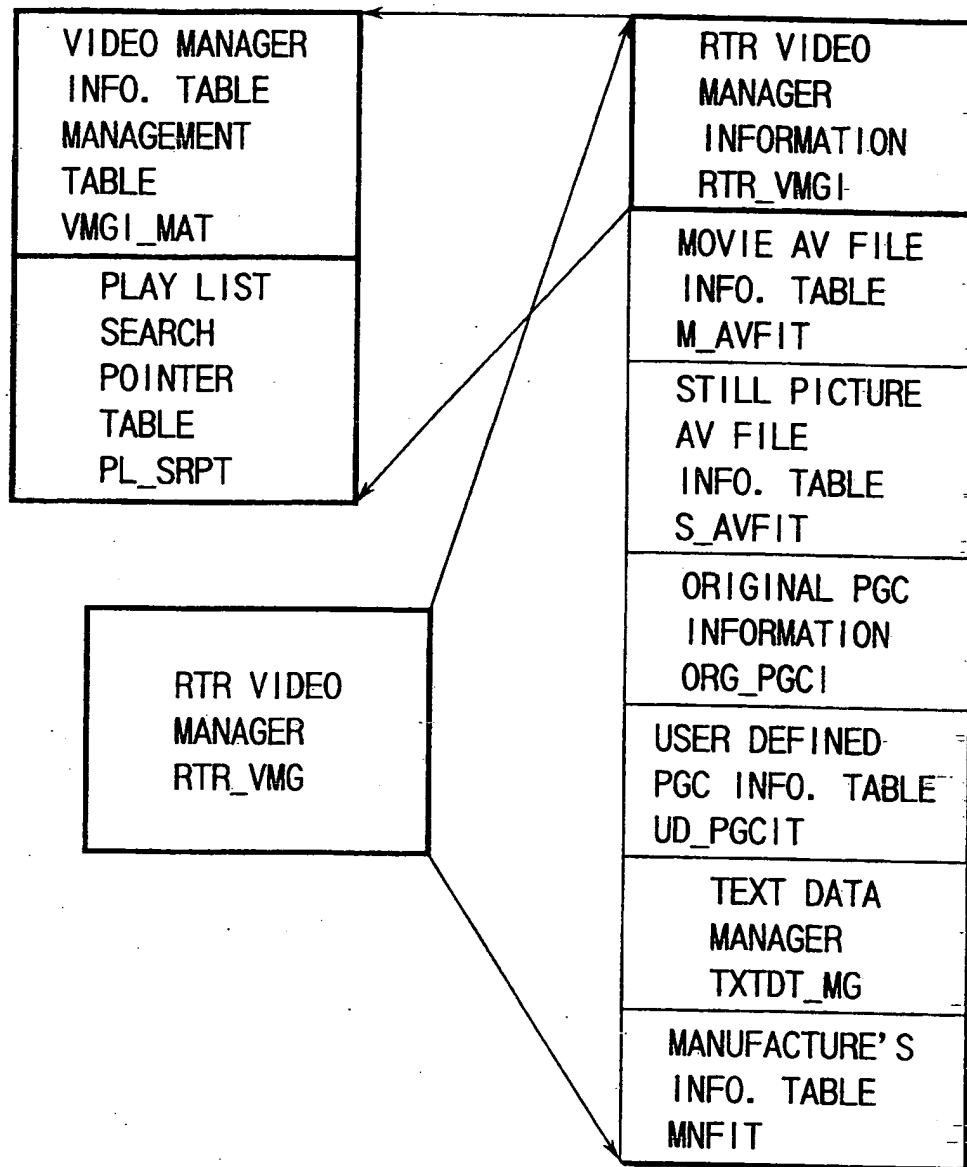 VIDEO MANAGER
INFO. TABLE
MANAGEMENT
TABLE
VMGI_MAT
PLAY LIST
SEARCH
POINTER
TABLE
PL_SRPT
RTR VIDEO
MANAGER
RTR_VMG
RTR VIDEO
MANAGER
INFORMATION
RTR_VMGI
MOVIE AV FILE
INFO. TABLE
M_AVFIT
STILL PICTURE
AV FILE
INFO. TABLE
S_AVFIT
ORIGINAL PGC
INFORMATION
ORG_PGCI
USER DEFINED
PGC INFO. TABLE
UD_PGCIT
TEXT DATA
MANAGER
TXTDT_MG
MANUFACTURE'S
INFO. TABLE
MNFIT